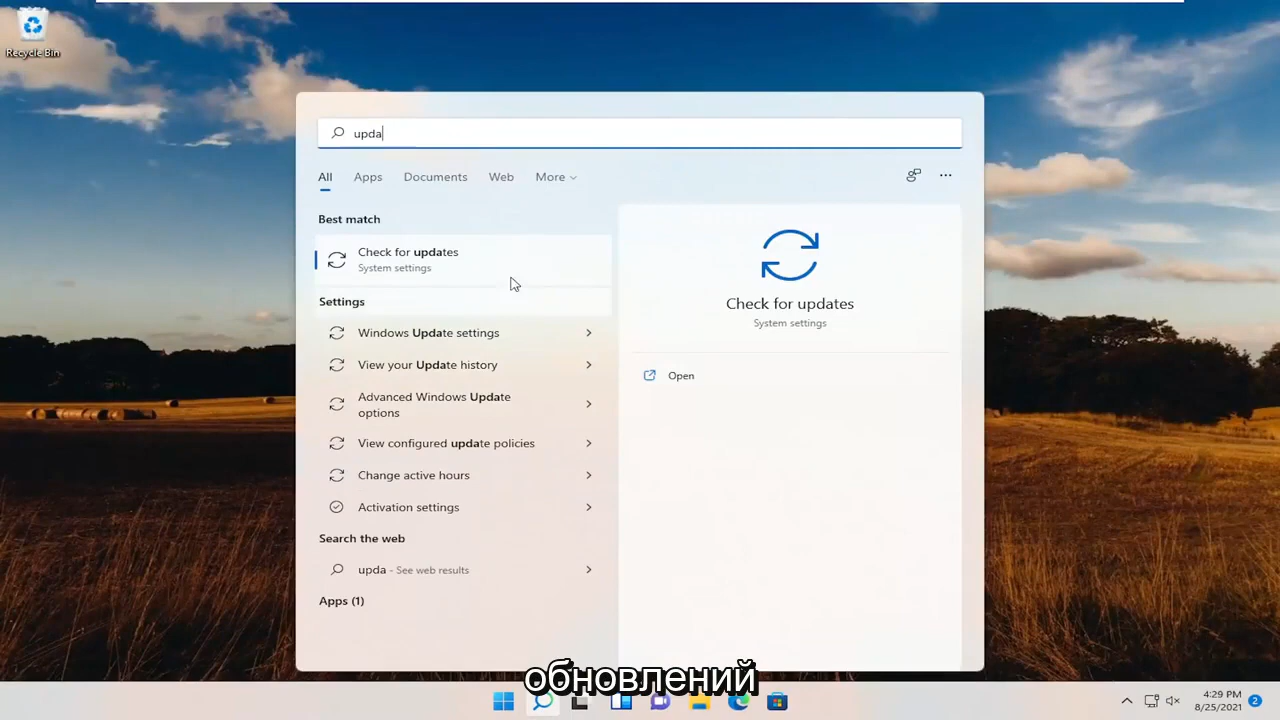 Recycle Bin
upda
All Apps Documents Web More
Best match
Check for updates
System settings
Settings
Windows Update settings
View your Update history
Advanced Windows Update
options
View configured update policies
Change active hours
Activation settings
Search the web
upda - See web results
Apps (1)
Check for updates
System settings
Open
обновлений
4:29 PM
8/25/2021
2